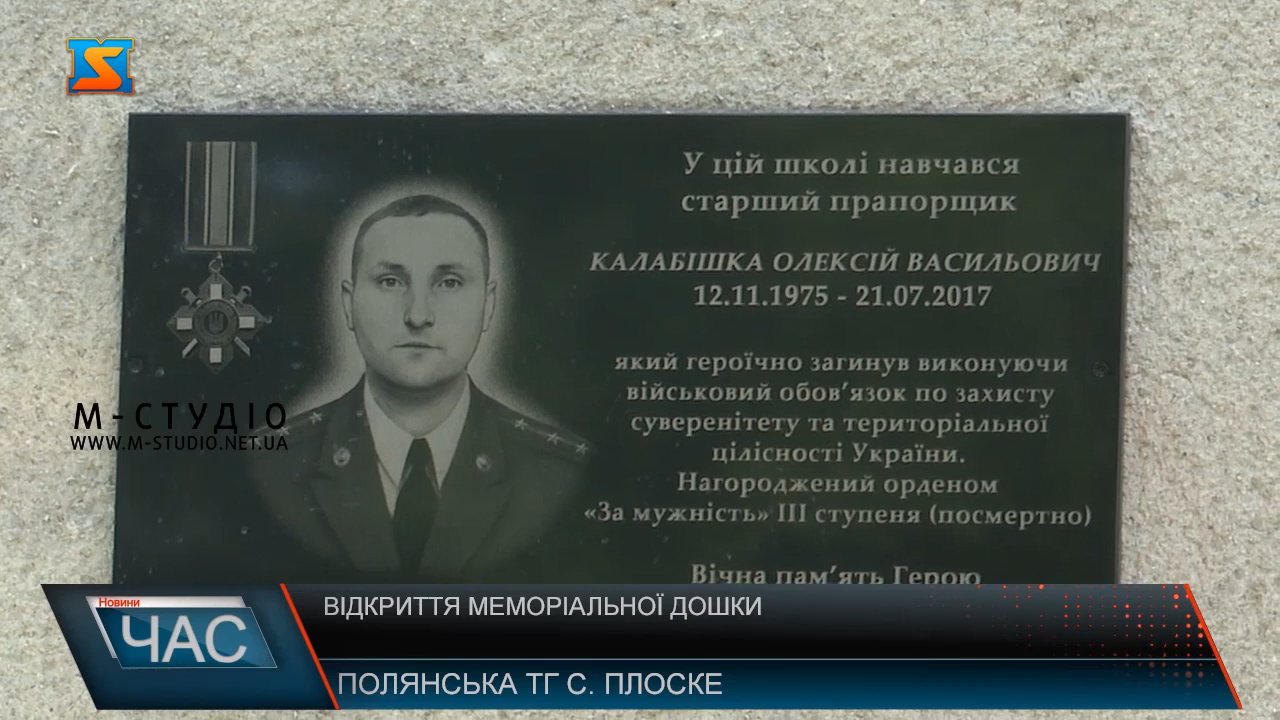 У цій школі навчався
старший прапорщик
КАЛАБІШКА ОЛЕКСІЙ ВАСИЛЬОВИЧ
12.11.1975 - 21.07.2017
який героїчно загинув виконуючи
військовий обов’язок по захисту
суверенітету та територіальної
цілісності України.
Нагороджений орденом
«За мужність» III ступеня (посмертно)
Вічна пам’ять Герою
М-СТУДІО
WWW.M-STUDIO.NET.UA
Новини
ЧАС
ВІДКРИТТЯ МЕМОРІАЛЬНОЇ ДОШКИ
ПОЛЯНСЬКА ТГ С. ПЛОСКЕ